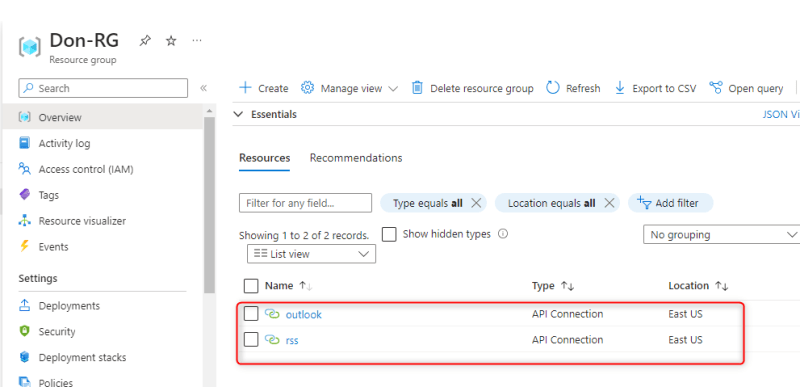 Don-RG
Resource group
Search
Overview
Activity log
Access control (IAM)
Tags
Resource visualizer
Events
Settings
Deployments
Security
Deployment stacks
Policies
Create Manage view Delete resource group Refresh Export to CSV Open query
Essentials JSON Vi
Resources Recommendations
Filter for any field... Type equals all Location equals all Add filter
Showing 1 to 2 of 2 records. Show hidden types No grouping
List view
Name Type Location
outlook API Connection East US
rss API Connection East US